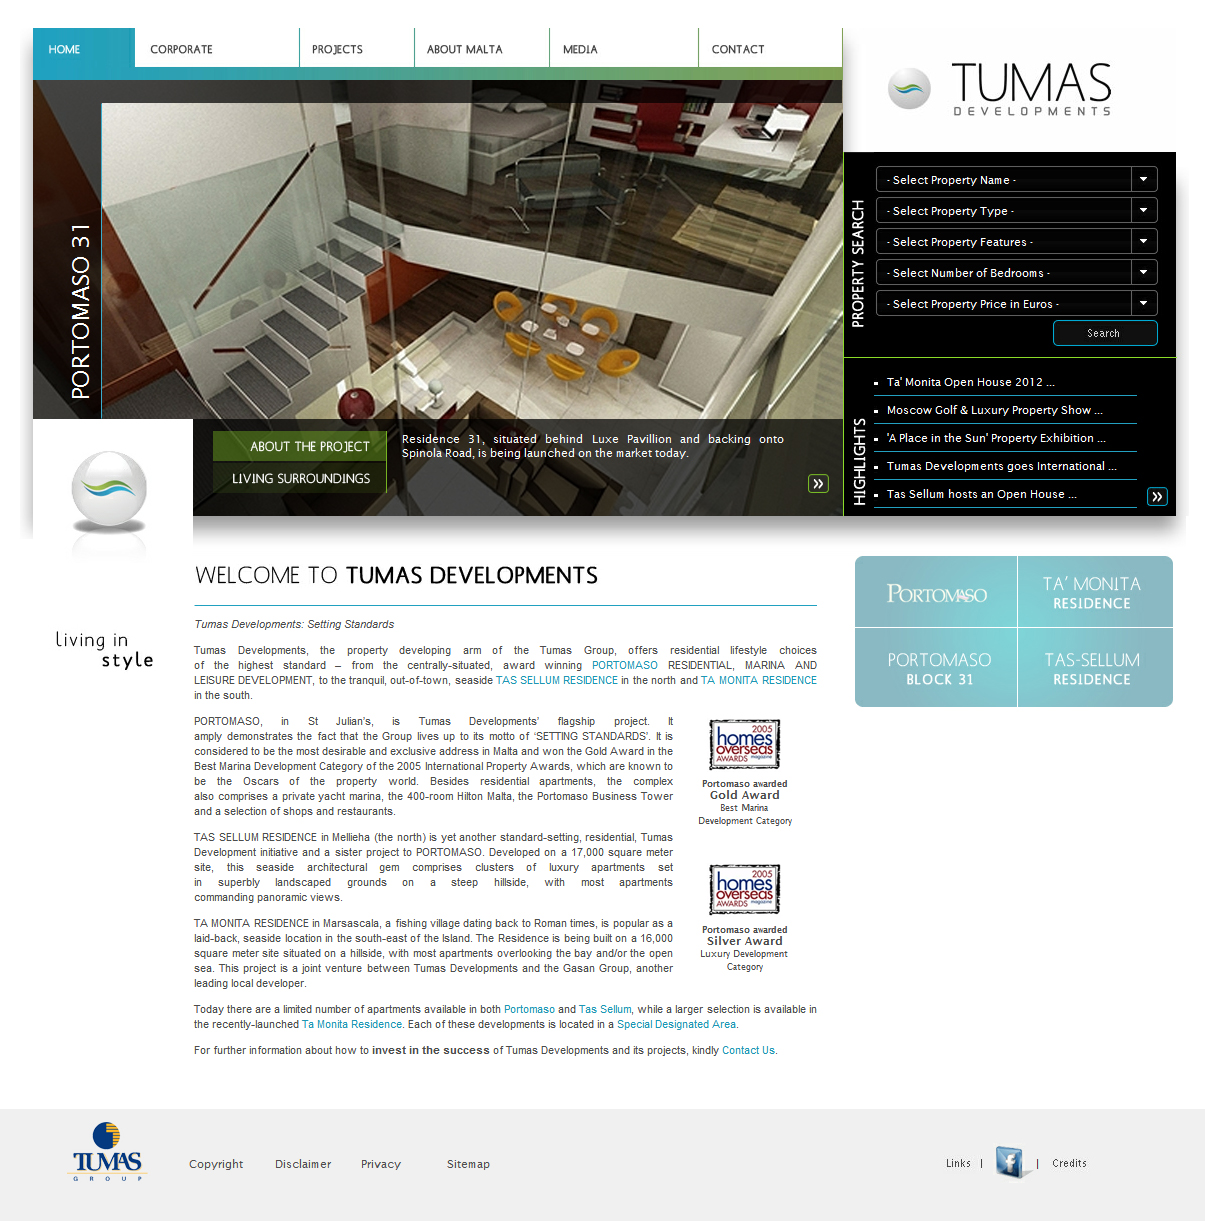 HOME
CORPORATE
PROJECTS
ABOUT MALTA
MEDIA
CONTACT
TUMAS
DEVELOPMENTS
PORTOMASO 31
PROPERTY SEARCH
- Select Property Name -
- Select Property Type -
- Select Property Features -
- Select Number of Bedrooms -
- Select Property Price in Euros -
Search
HIGHLIGHTS
Ta' Monita Open House 2012 ...
Moscow Golf & Luxury Property Show ...
'A Place in the Sun' Property Exhibition ...
Tumas Developments goes International ...
Tas Sellum hosts an Open House ...
ABOUT THE PROJECT
LIVING SURROUNDINGS
Residence 31, situated behind Luxe Pavillion and backing onto
Spinola Road, is being launched on the market today.
living in
style
WELCOME TO TUMAS DEVELOPMENTS
Tumas Developments: Setting Standards
Tumas Developments, the property developing arm of the Tumas Group, offers residential lifestyle choices
of the highest standard – from the centrally-situated, award winning PORTOMASO RESIDENTIAL, MARINA AND
LEISURE DEVELOPMENT, to the tranquil, out-of-town, seaside TAS SELLUM RESIDENCE in the north and TA MONITA RESIDENCE
in the south.
PORTOMASO, in St Julian's, is Tumas Developments' flagship project. It
amply demonstrates the fact that the Group lives up to its motto of 'SETTING STANDARDS'. It is
considered to be the most desirable and exclusive address in Malta and won the Gold Award in the
Best Marina Development Category of the 2005 International Property Awards, which are known to
be the Oscars of the property world. Besides residential apartments, the complex
also comprises a private yacht marina, the 400-room Hilton Malta, the Portomaso Business Tower
and a selection of shops and restaurants.
TAS SELLUM RESIDENCE in Mellieha (the north) is yet another standard-setting, residential, Tumas
Development initiative and a sister project to PORTOMASO. Developed on a 17,000 square meter
site, this seaside architectural gem comprises clusters of luxury apartments set
in superbly landscaped grounds on a steep hillside, with most apartments
commanding panoramic views.
TA MONITA RESIDENCE in Marsascala, a fishing village dating back to Roman times, is popular as a
laid-back, seaside location in the south-east of the Island. The Residence is being built on a 16,000
square meter site situated on a hillside, with most apartments overlooking the bay and/or the open
sea. This project is a joint venture between Tumas Developments and the Gasan Group, another
leading local developer.
Today there are a limited number of apartments available in both Portomaso and Tas Sellum, while a larger selection is available in
the recently-launched Ta Monita Residence. Each of these developments is located in a Special Designated Area.
For further information about how to invest in the success of Tumas Developments and its projects, kindly Contact Us.
2005
homes
overseas
AWARDS magazine
Portomaso awarded
Gold Award
Best Marina
Development Category
2005
homes
overseas
AWARDS magazine
Portomaso awarded
Silver Award
Luxury Development
Category
PORTOMASO
TA' MONITA
RESIDENCE
PORTOMASO
BLOCK 31
TAS-SELLUM
RESIDENCE
TUMAS
GROUP
Copyright
Disclaimer
Privacy
Sitemap
Links |
f
| Credits